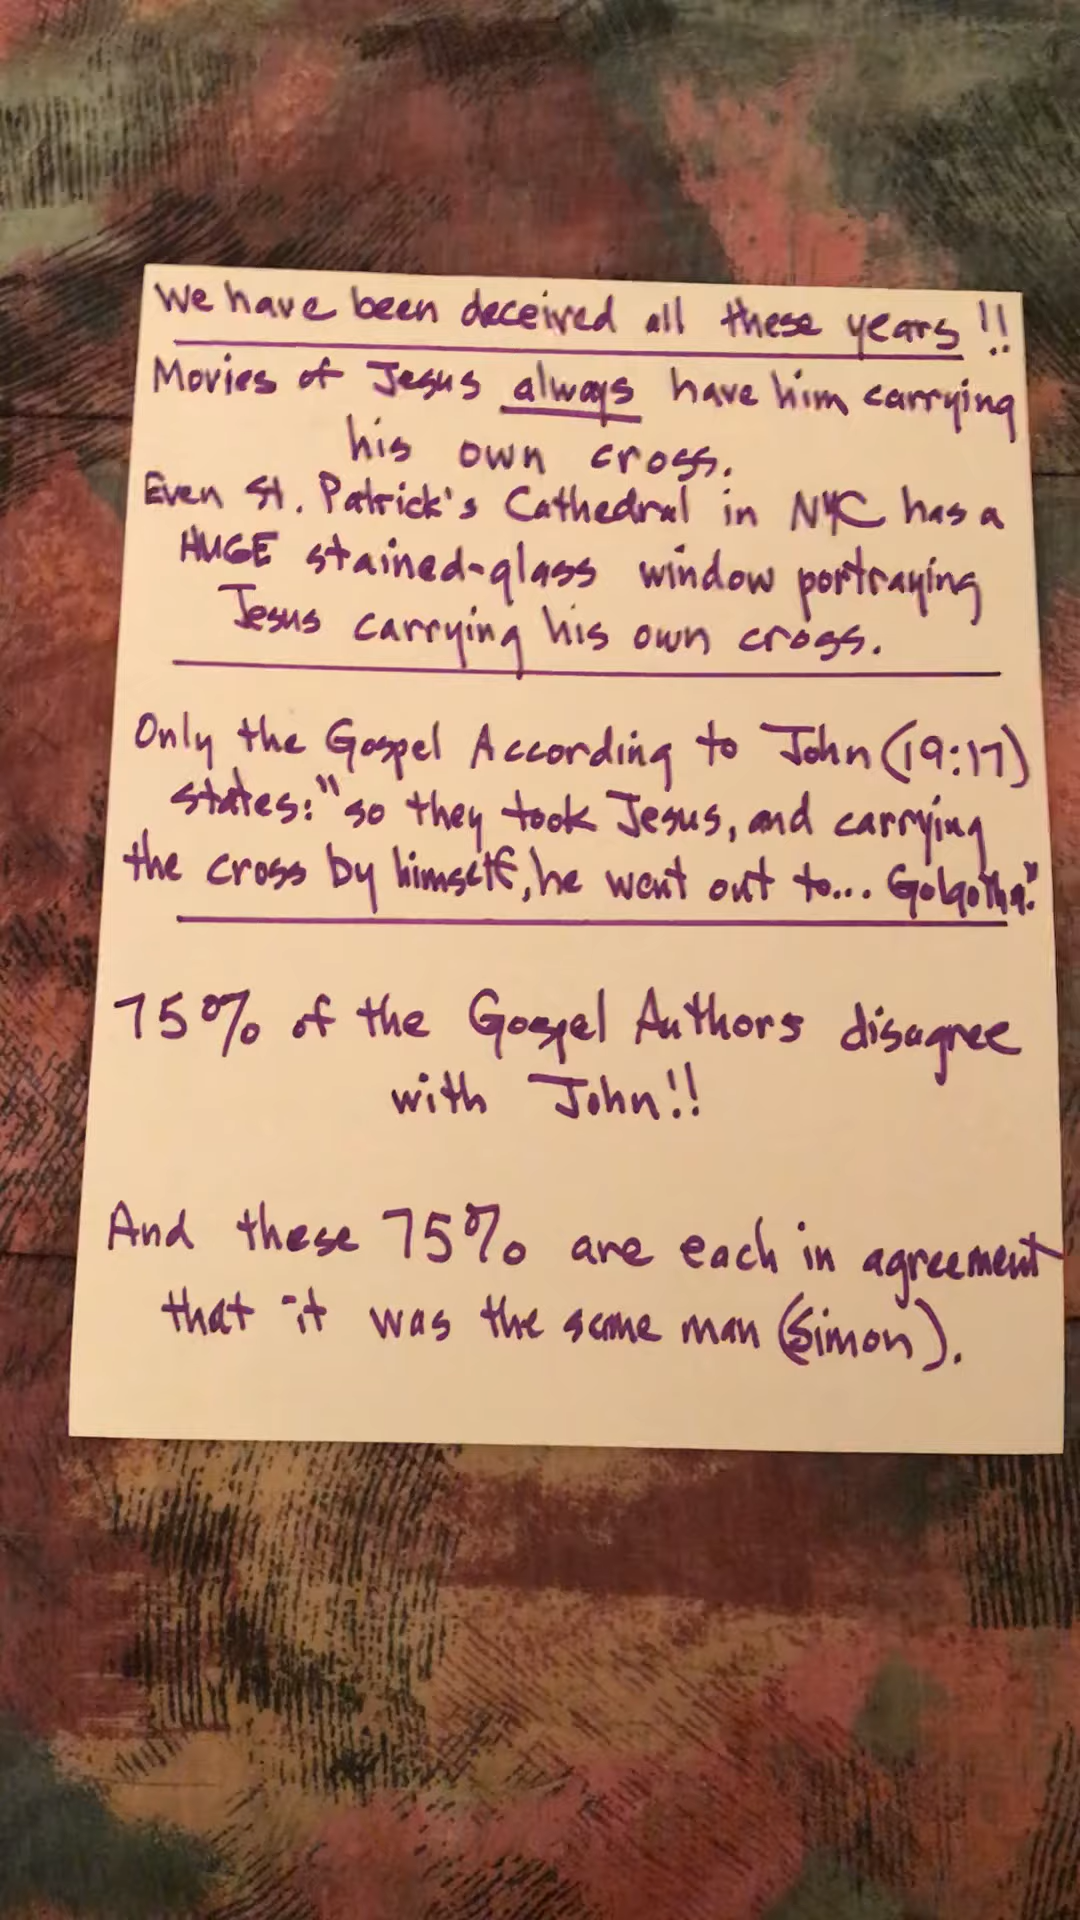 We have been deceived all these years!!
Movies of Jesus always have him carrying
his own cross.
Even St. Patrick's Cathedral in NYC has a
HUGE stained-glass window portraying
Jesus carrying his own cross.
Only the Gospel According to John (19:17)
states: "so they took Jesus, and carrying
the cross by himself, he went out to... Golgotha."
75% of the Gospel Authors disagree
with John!!
And these 75% are each in agreement
that it was the same man (Simon).